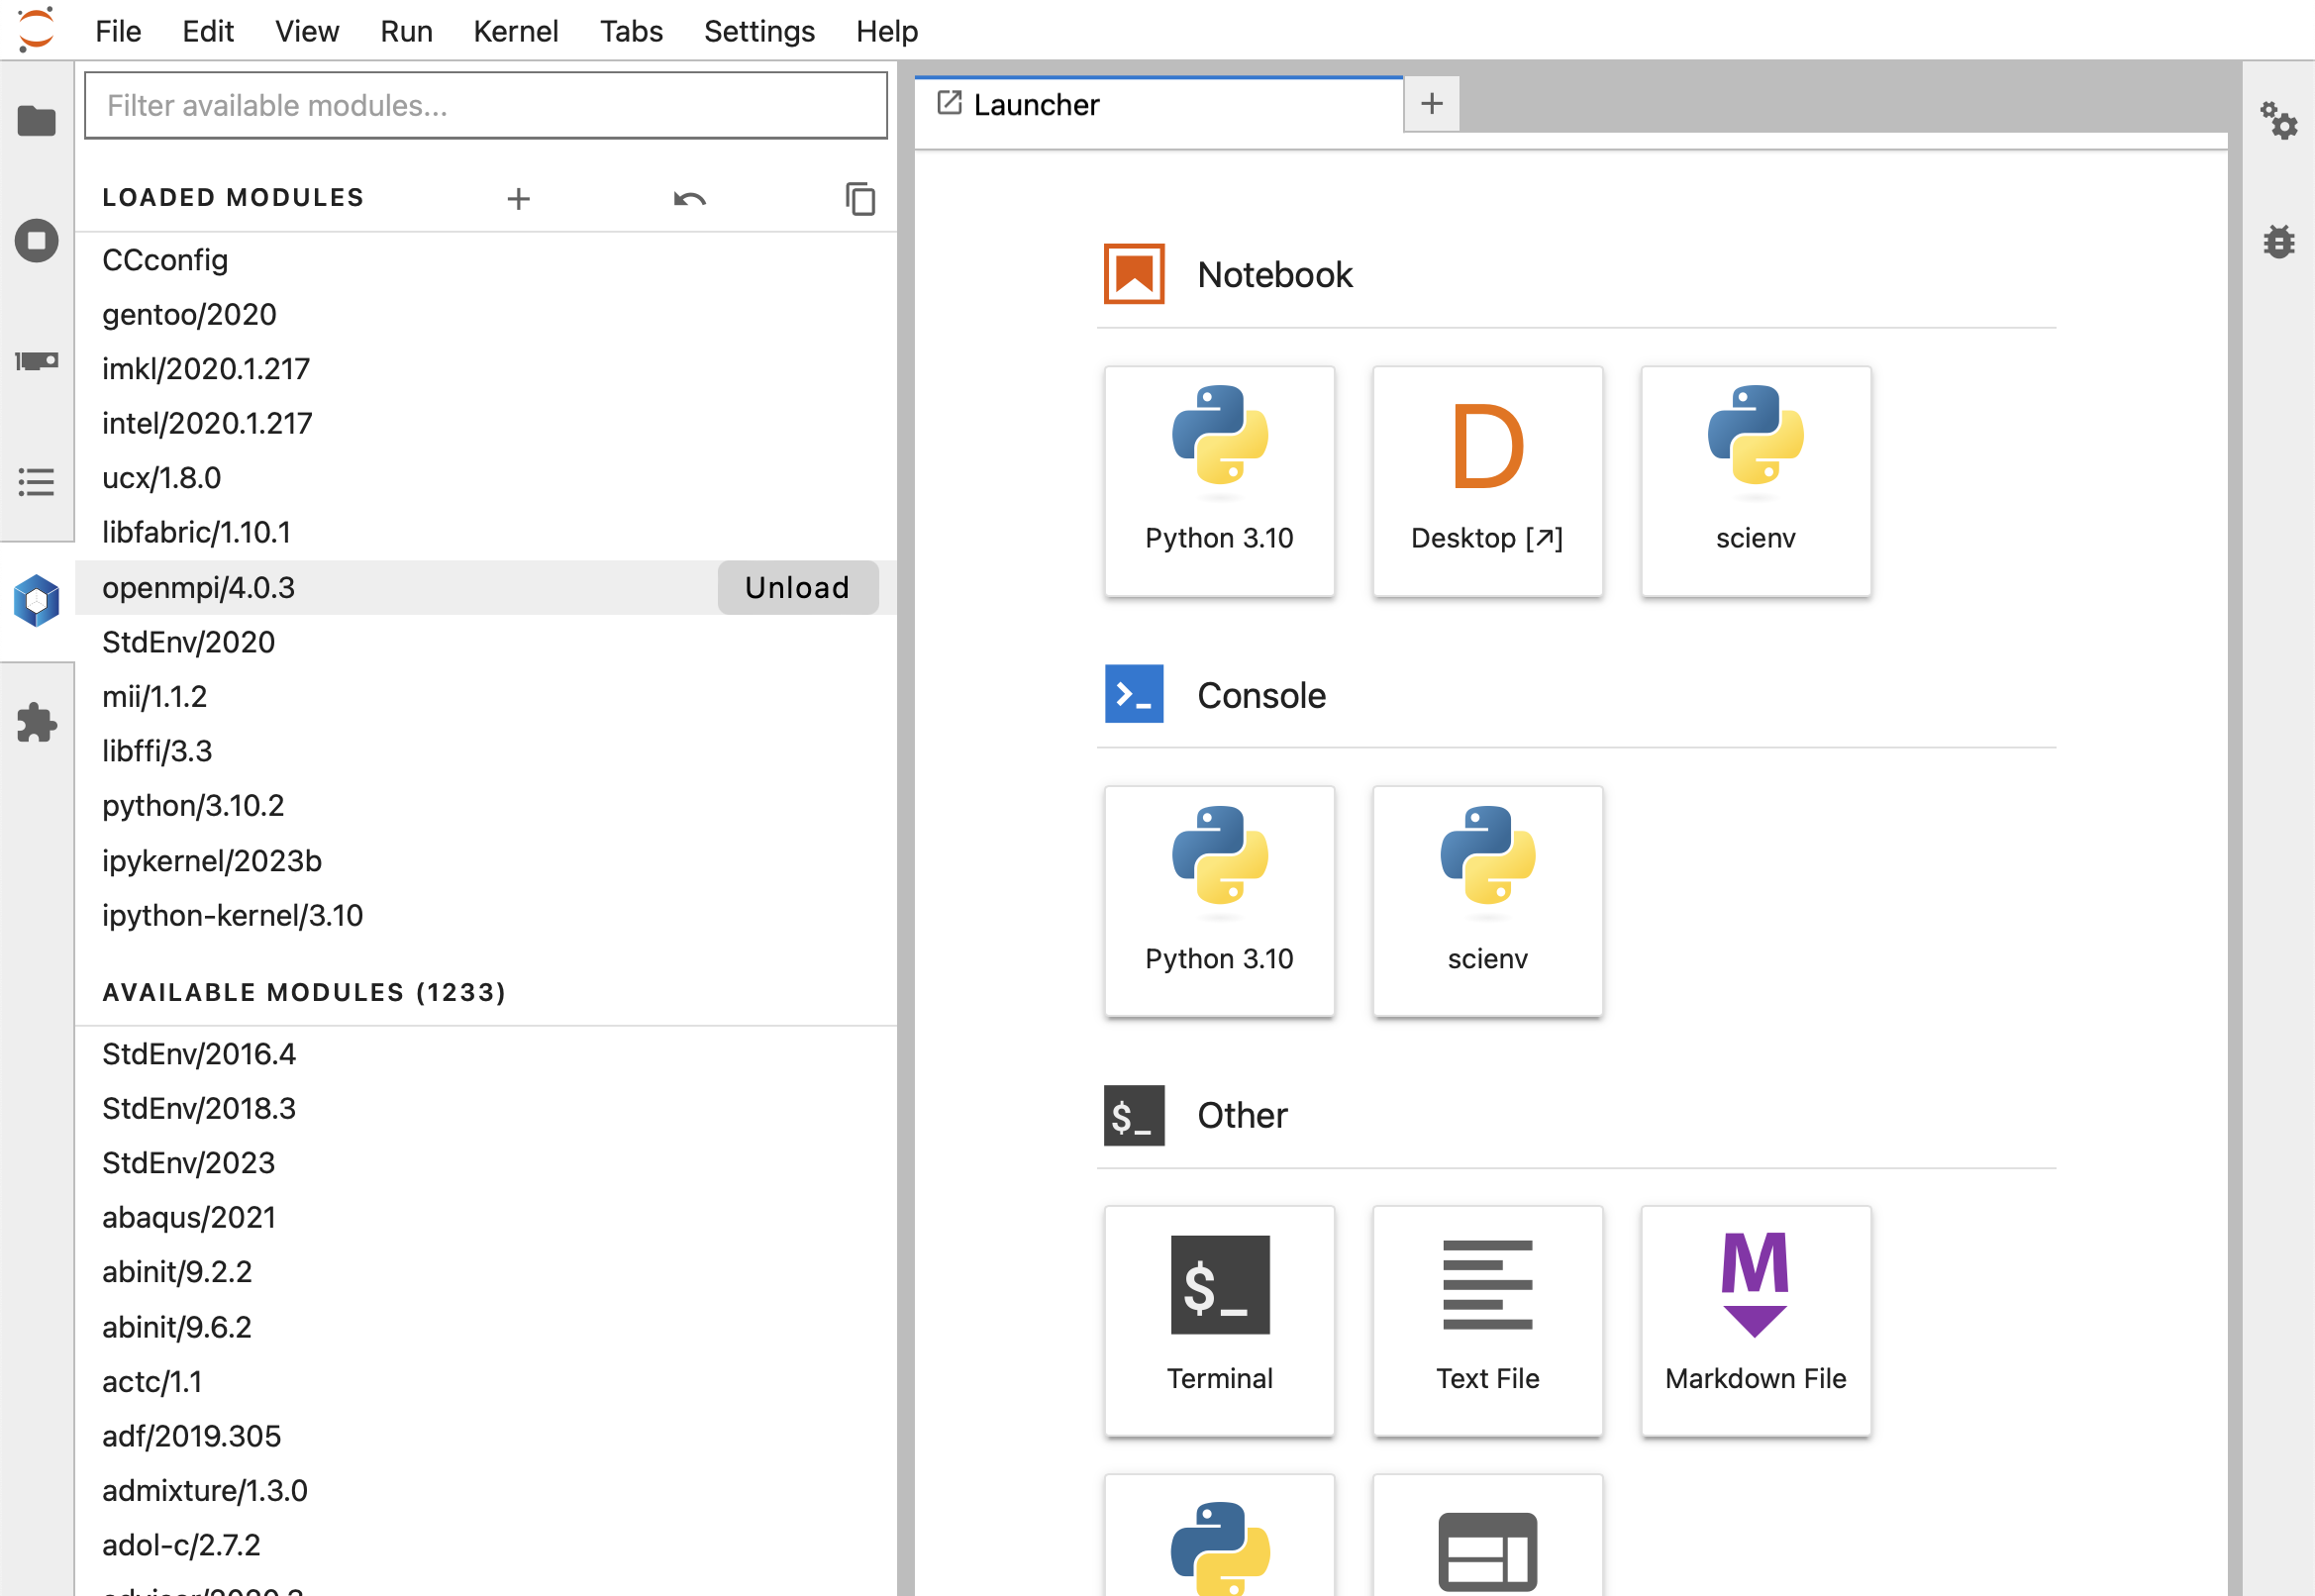 File Edit View Run Kernel Tabs Settings Help
Filter available modules...
LOADED MODULES
CCconfig
gentoo/2020
imkl/2020.1.217
intel/2020.1.217
ucx/1.8.0
libfabric/1.10.1
openmpi/4.0.3 Unload
StdEnv/2020
mii/1.1.2
libffi/3.3
python/3.10.2
ipykernel/2023b
ipython-kernel/3.10
AVAILABLE MODULES (1233)
StdEnv/2016.4
StdEnv/2018.3
StdEnv/2023
abaqus/2021
abinit/9.2.2
abinit/9.6.2
actc/1.1
adf/2019.305
admixture/1.3.0
adol-c/2.7.2
Launcher
Notebook
Python 3.10
Desktop [↗]
scienv
Console
Python 3.10
scienv
$_ Other
$_
Terminal
Text File
M
Markdown File